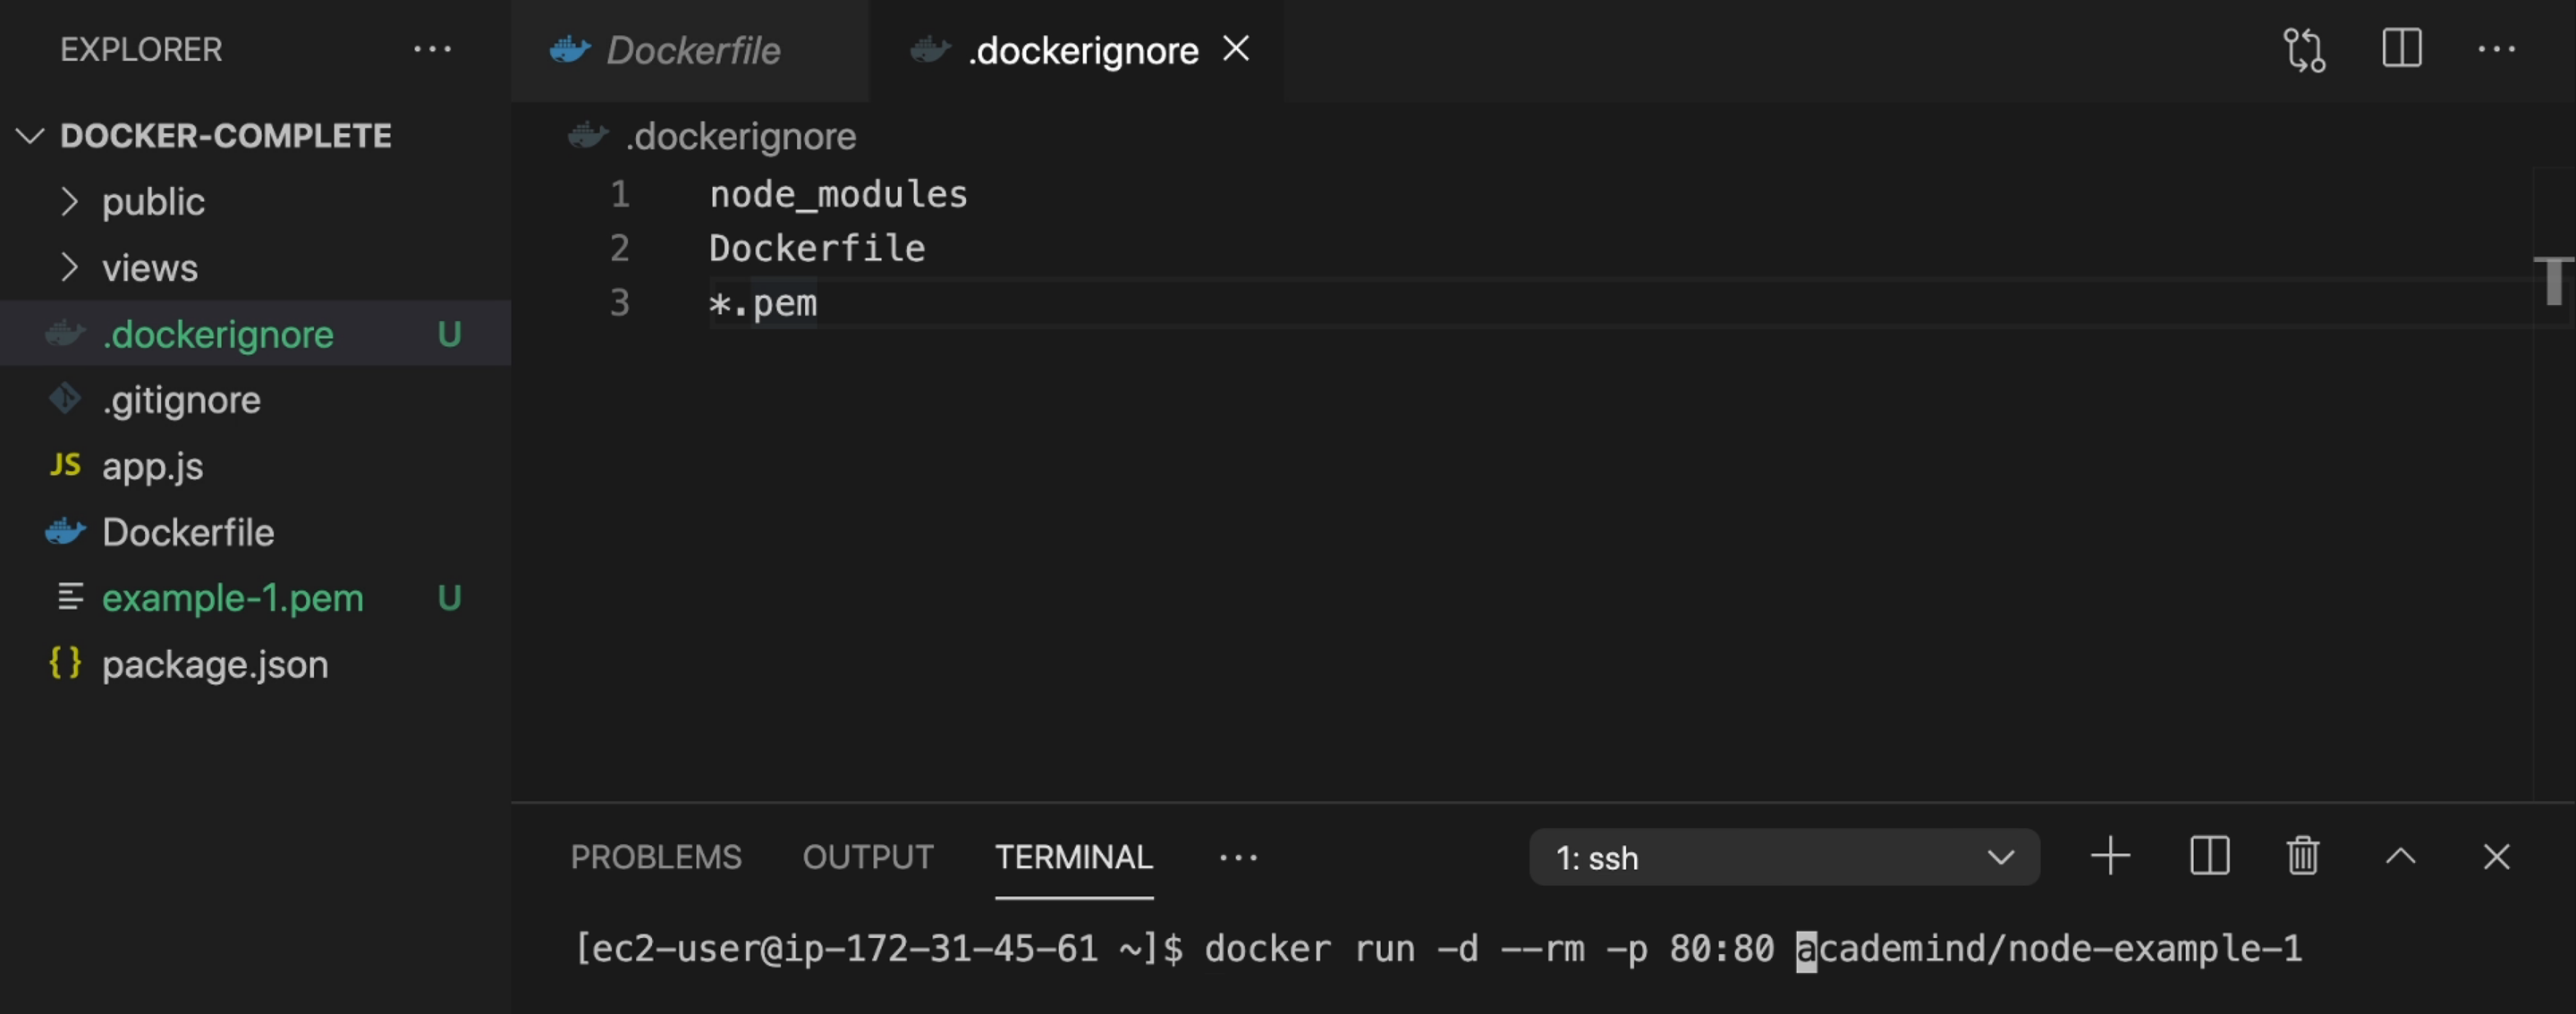 EXPLORER
DOCKER-COMPLETE
public
views
.dockerignore U
.gitignore
JS app.js
Dockerfile
example-1.pem U
{} package.json
Dockerfile
.dockerignore
.dockerignore
1 node_modules
2 Dockerfile
3 *.pem
PROBLEMS OUTPUT TERMINAL
1: ssh
[ec2-user@ip-172-31-45-61 ~]$ docker run -d --rm -p 80:80 academind/node-example-1